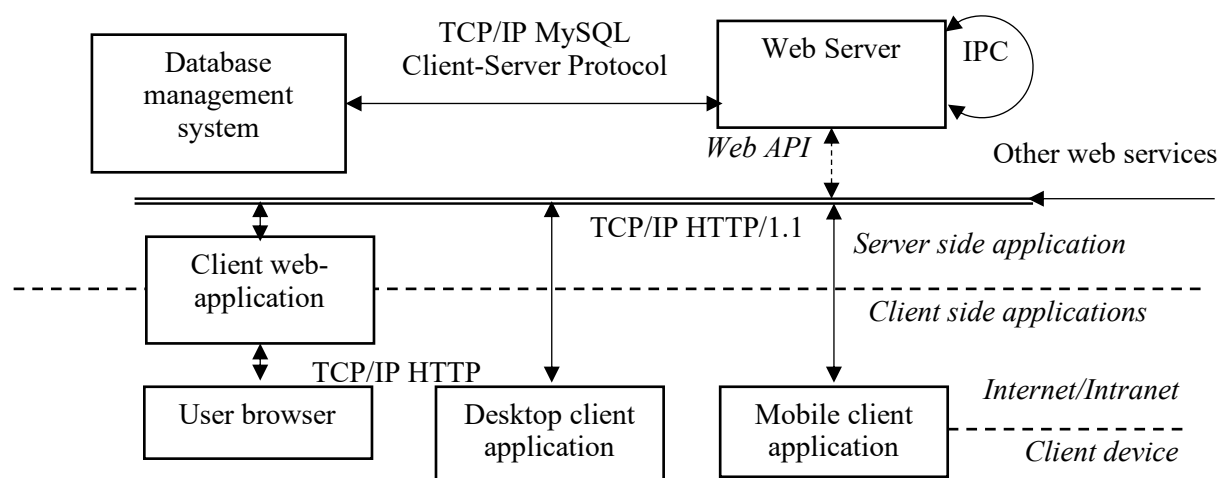 TCP/IP MySQL
Client-Server Protocol
Database
management
system
Web Server
IPC
Web API
Other web services
TCP/IP HTTP/1.1
Server side application
Client web-
application
Client side applications
TCP/IP HTTP
User browser
Desktop client
application
Mobile client
application
Internet/Intranet
Client device